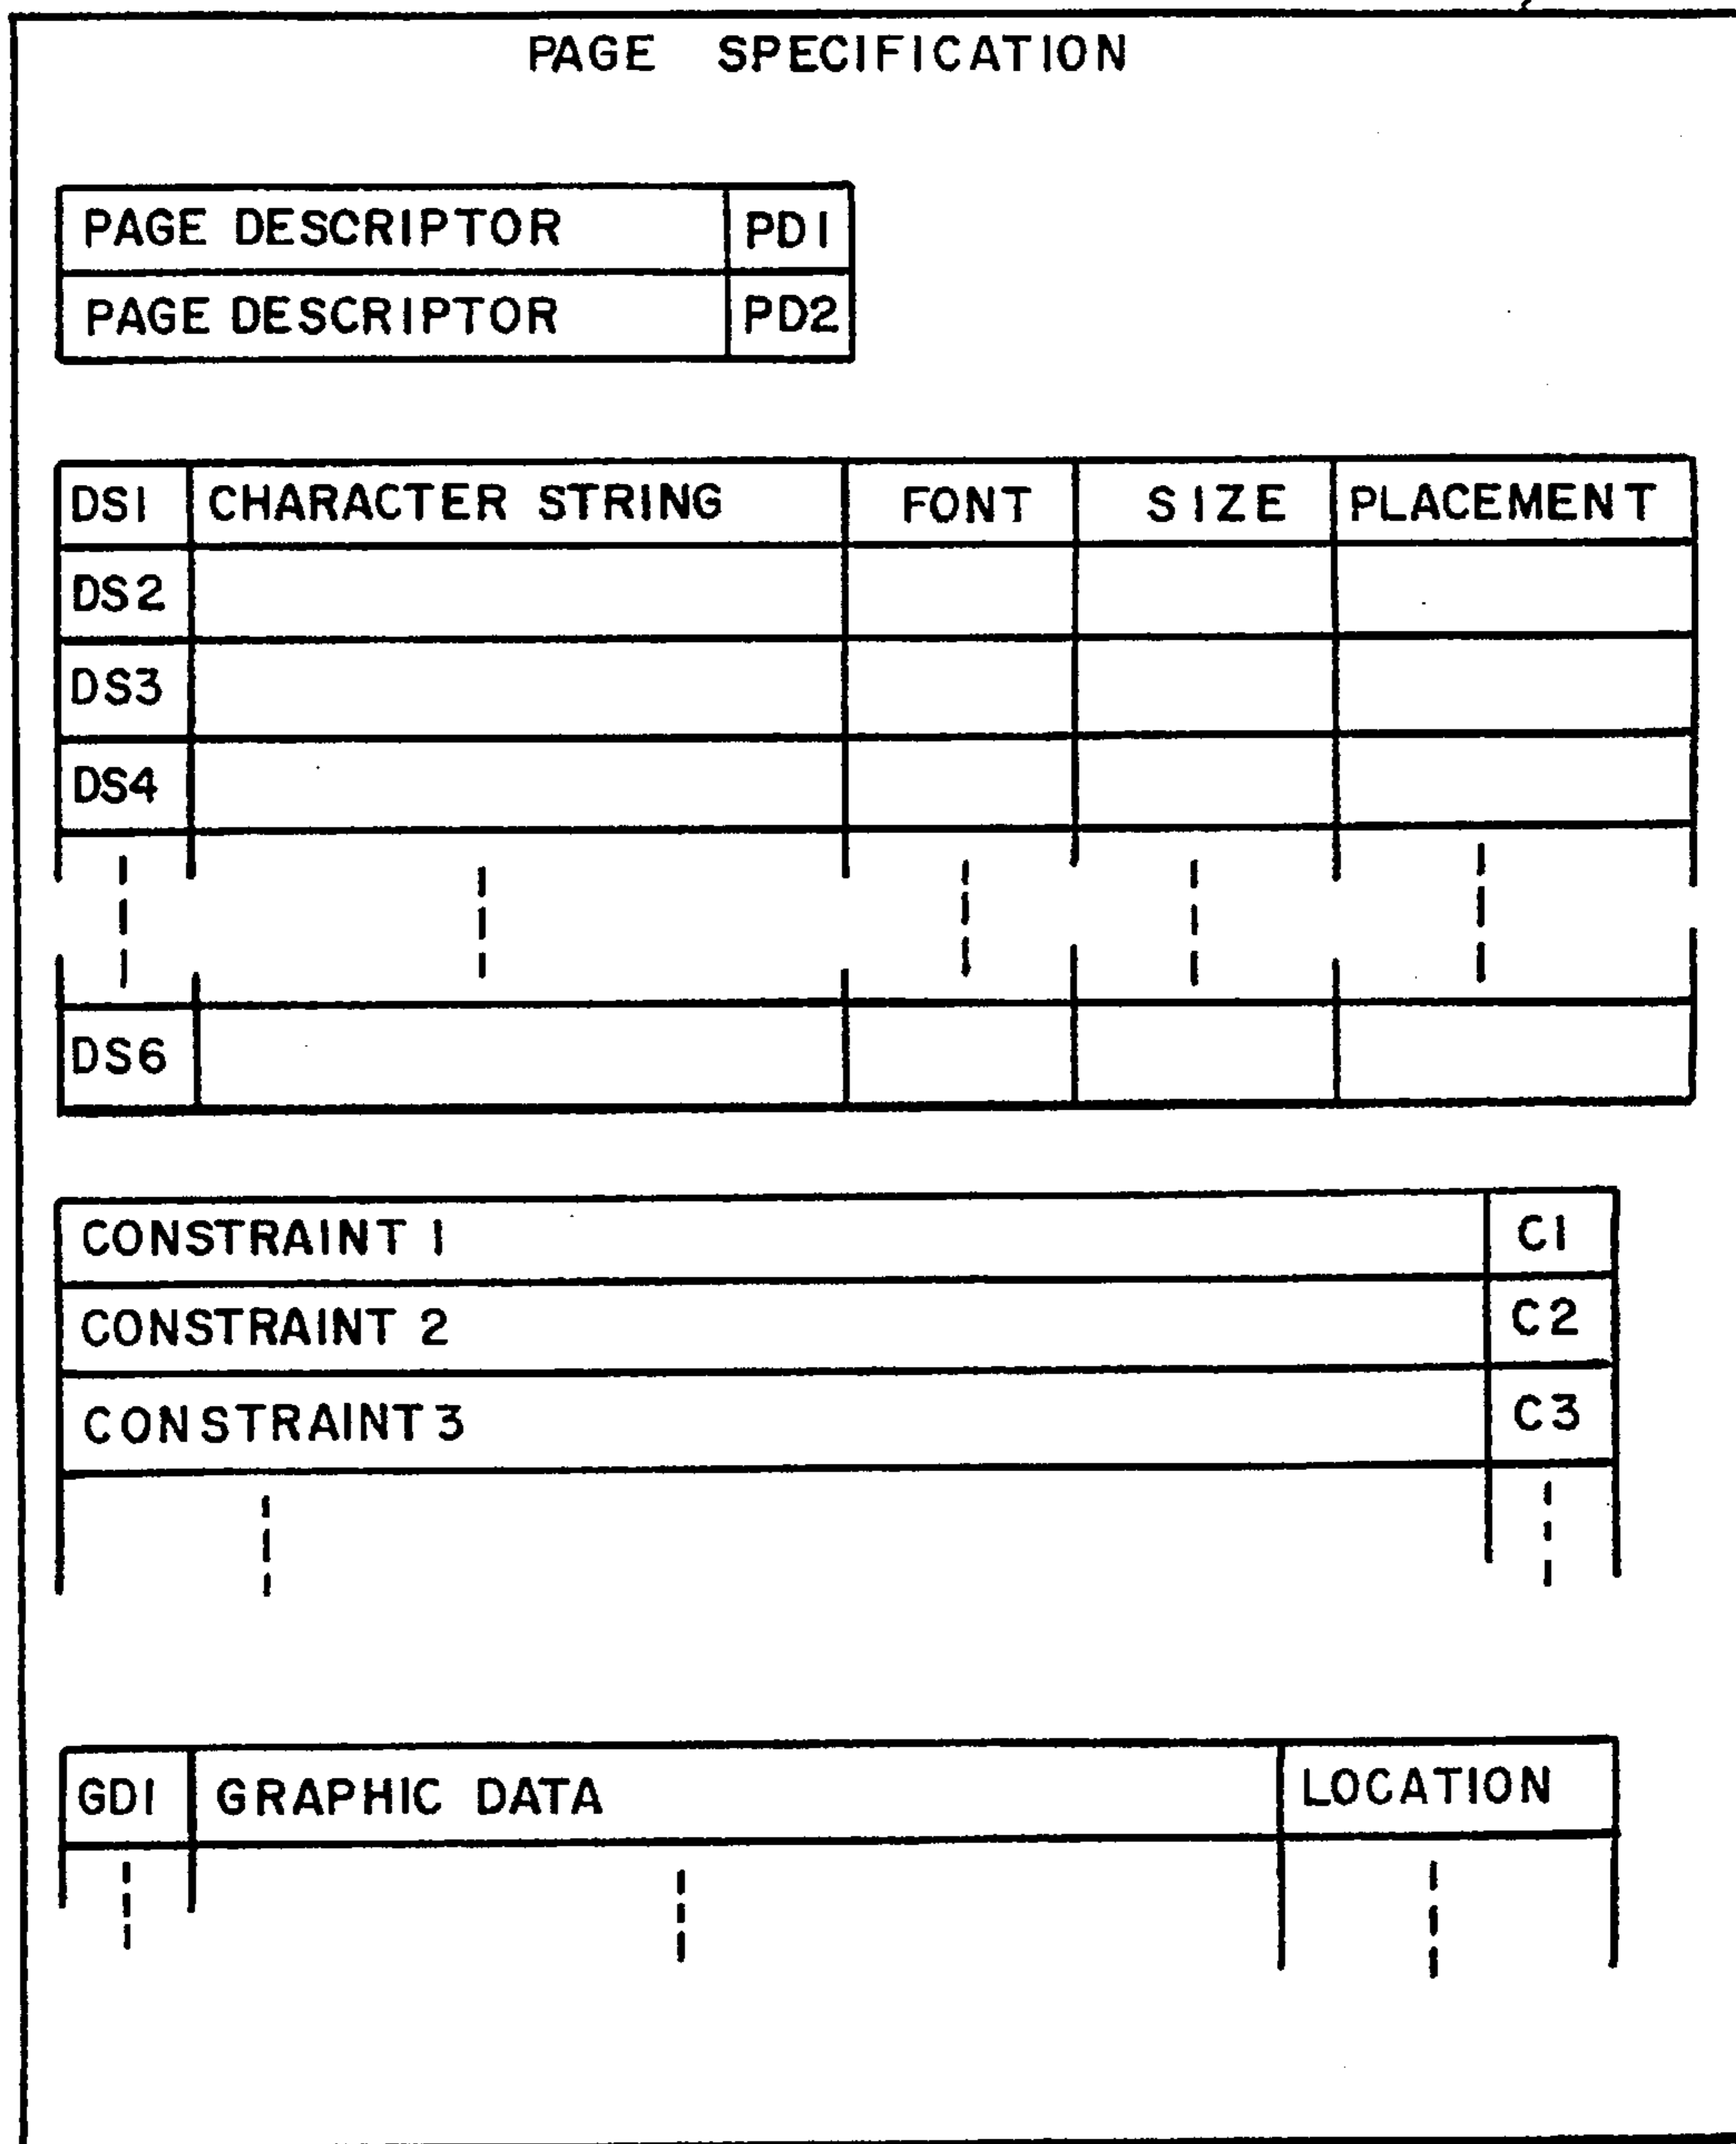 PAGE SPECIFICATION
PAGE DESCRIPTOR PD1
PAGE DESCRIPTOR PD2
DS1 CHARACTER STRING FONT SIZE PLACEMENT
DS2
DS3
DS4
DS6
CONSTRAINT 1 C1
CONSTRAINT 2 C2
CONSTRAINT 3 C3
GD1 GRAPHIC DATA LOCATION